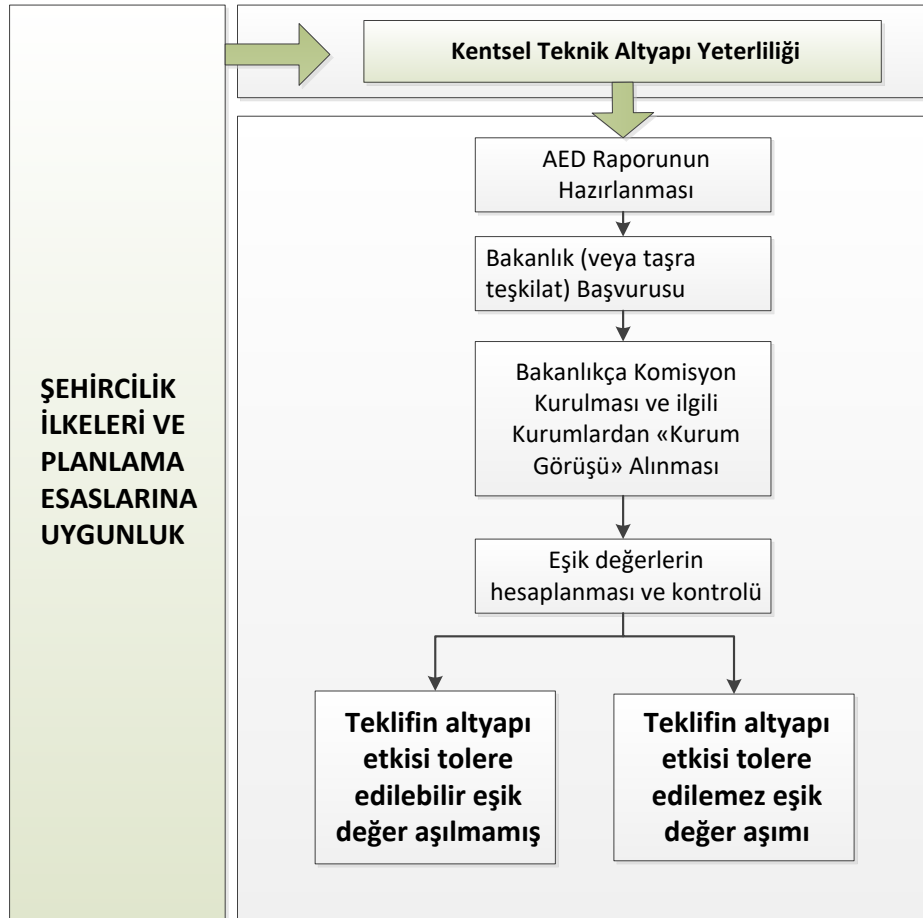 Kentsel Teknik Altyapı Yeterliliği
AED Raporunun
Hazırlanması
Bakanlık (veya taşra
teşkilat) Başvurusu
Bakanlıkça Komisyon
Kurulması ve ilgili
Kurumlardan «Kurum
Görüşü» Alınması
ŞEHİRCİLİK
İLKELERİ VE
PLANLAMA
ESASLARINA
UYGUNLUK
Eşik değerlerin
hesaplanması ve kontrolü
Teklifin altyapı
etkisi tolere
edilebilir eşik
değer aşılmamış
Teklifin altyapı
etkisi tolere
edilemez eşik
değer aşımı